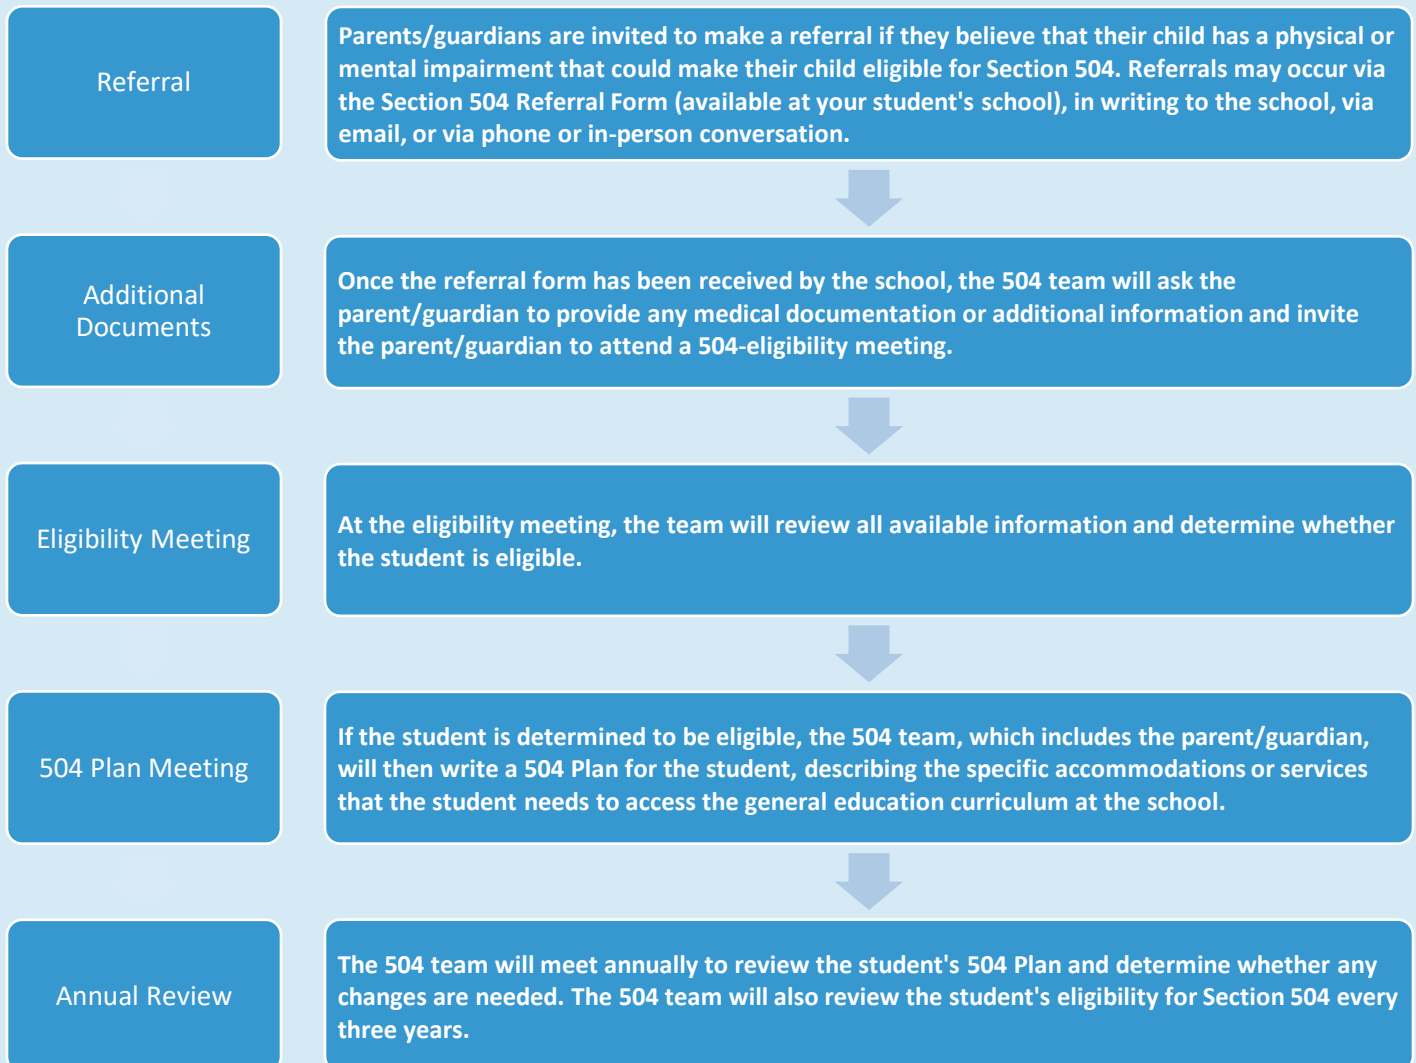 Referral
Parents/guardians are invited to make a referral if they believe that their child has a physical or
mental impairment that could make their child eligible for Section 504. Referrals may occur via
the Section 504 Referral Form (available at your student's school), in writing to the school, via
email, or via phone or in-person conversation.
Additional
Documents
Once the referral form has been received by the school, the 504 team will ask the
parent/guardian to provide any medical documentation or additional information and invite
the parent/guardian to attend a 504-eligibility meeting.
Eligibility Meeting
At the eligibility meeting, the team will review all available information and determine whether
the student is eligible.
504 Plan Meeting
If the student is determined to be eligible, the 504 team, which includes the parent/guardian,
will then write a 504 Plan for the student, describing the specific accommodations or services
that the student needs to access the general education curriculum at the school.
Annual Review
The 504 team will meet annually to review the student's 504 Plan and determine whether any
changes are needed. The 504 team will also review the student's eligibility for Section 504 every
three years.